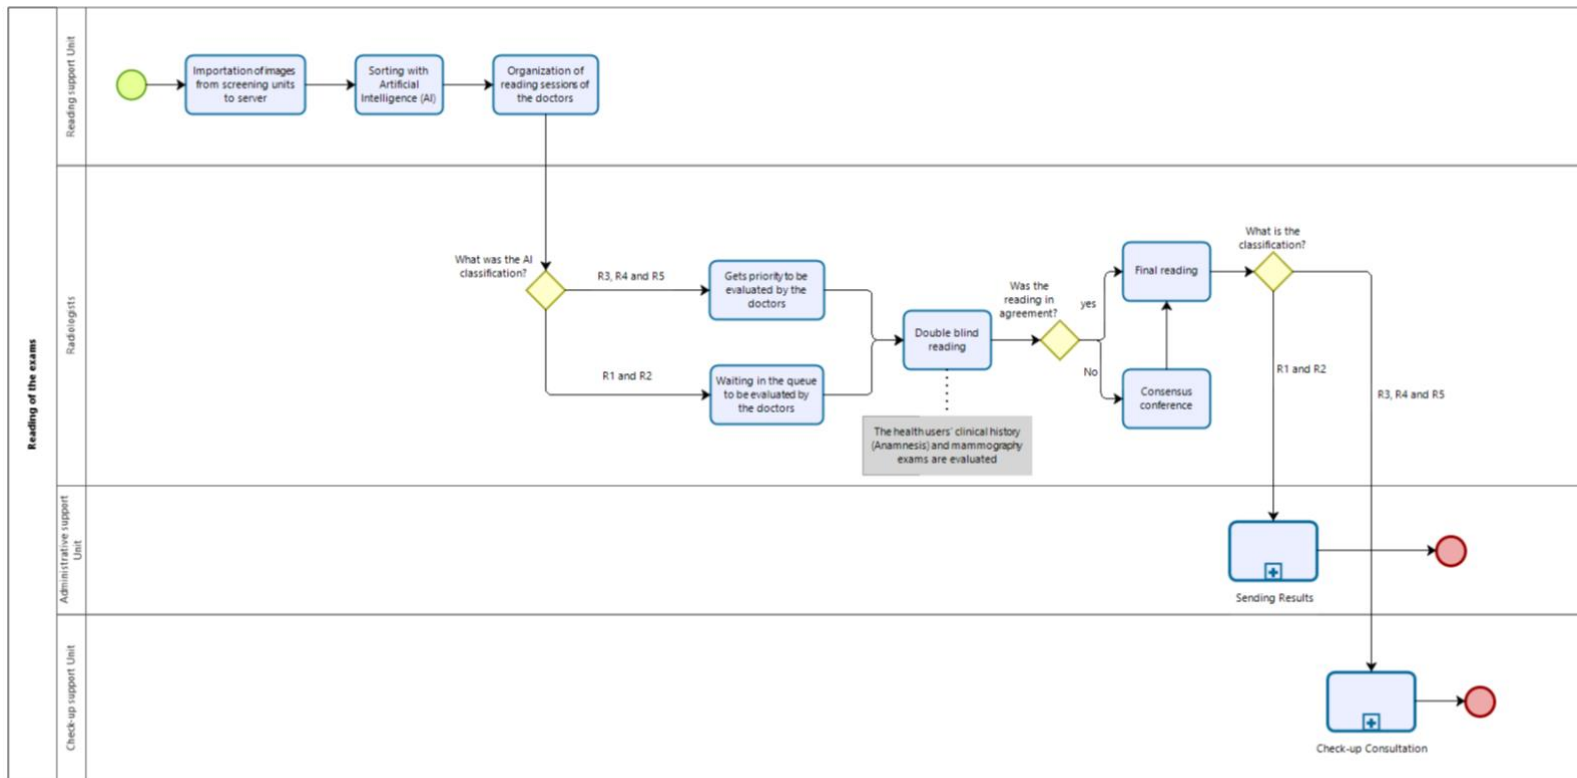 Reading of the exams
Reading support Unit
Importation of images
from screening units
to server
Sorting with
Artificial
Intelligence (AI)
Organization of
reading sessions of
the doctors
Radiologists
What was the AI
classification?
R3, R4 and R5
Gets priority to be
evaluated by the
doctors
R1 and R2
Waiting in the queue
to be evaluated by
the doctors
Double blind
reading
The health users' clinical history
(Anamnesis) and mammography
exams are evaluated
Was the
reading in
agreement?
yes
No
Final reading
Consensus
conference
What is the
classification?
R1 and R2
R3, R4 and R5
Administrative support
Unit
Sending Results
Check-up support Unit
Check-up Consultation